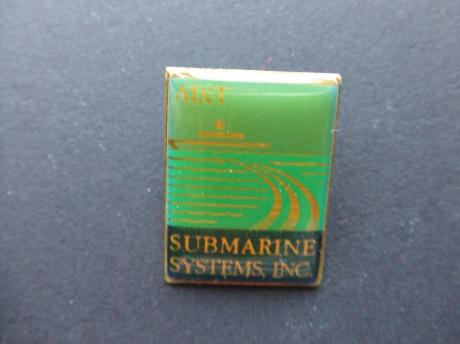 AT&T
SUBMARINE
SYSTEMS, INC.